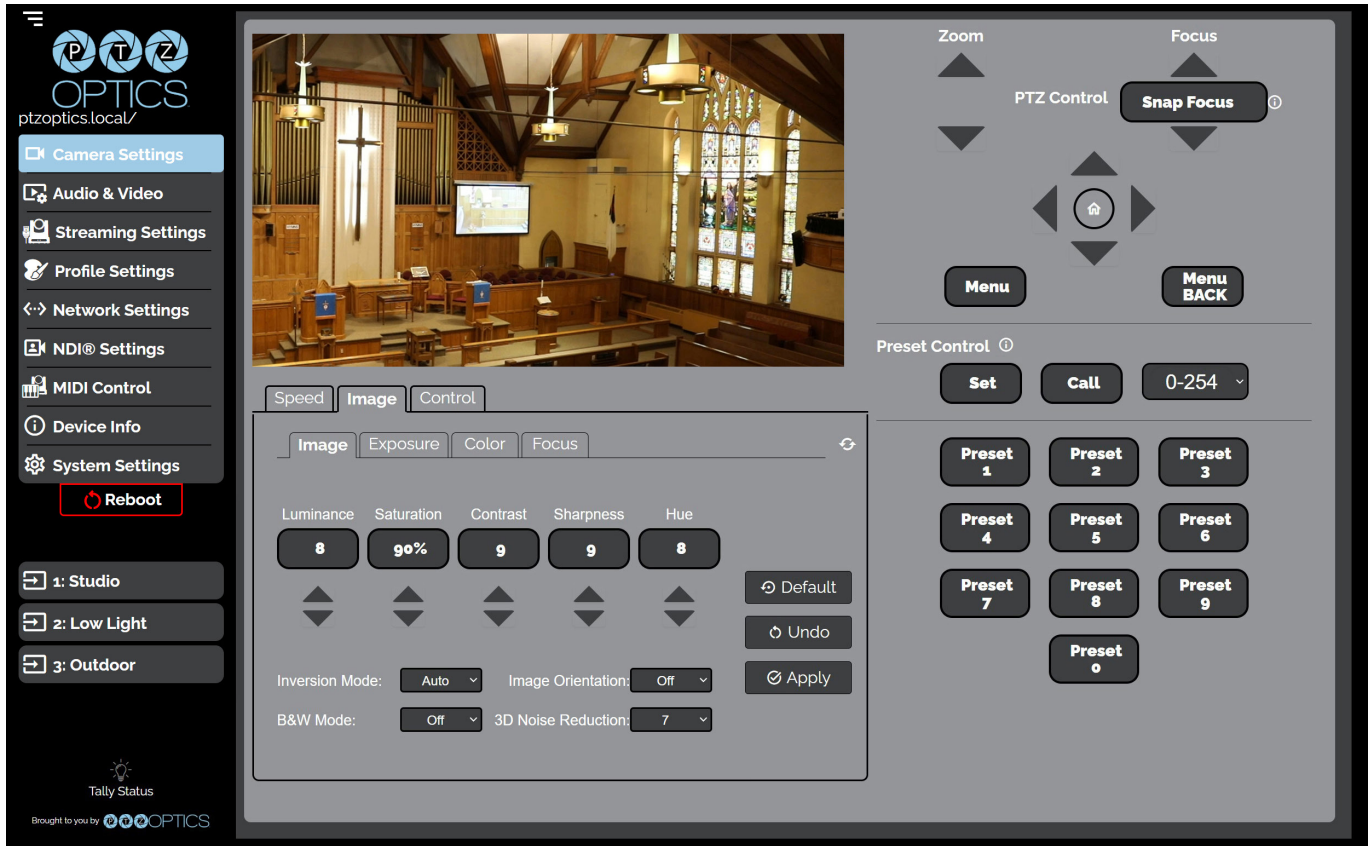 PTZ
OPTICS
ptzoptics.local/
Camera Settings
Audio & Video
Streaming Settings
Profile Settings
Network Settings
NDI® Settings
MIDI Control
Device Info
System Settings
Reboot
1: Studio
2: Low Light
3: Outdoor
Tally Status
Brought to you by PTZOPTICS
Speed Image Control
Image Exposure Color Focus
Luminance Saturation Contrast Sharpness Hue
8 90% 9 9 8
Default
Undo
Apply
Inversion Mode: Auto Image Orientation: Off
B&W Mode: Off 3D Noise Reduction: 7
Zoom Focus
PTZ Control Snap Focus
Menu
Menu
BACK
Preset Control
Set Call 0-254
Preset
1
Preset
2
Preset
3
Preset
4
Preset
5
Preset
6
Preset
7
Preset
8
Preset
9
Preset
0